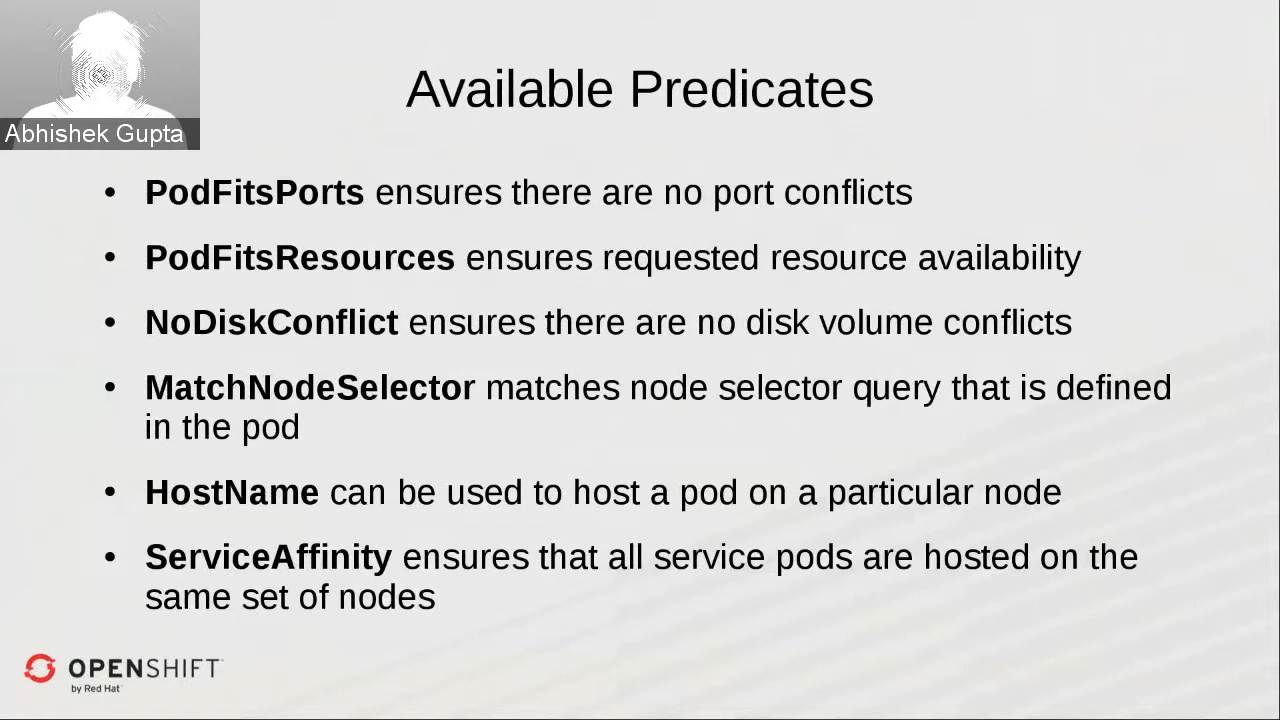 Abhishek Gupta
Available Predicates
• PodFitsPorts ensures there are no port conflicts
• PodFitsResources ensures requested resource availability
• NoDiskConflict ensures there are no disk volume conflicts
• MatchNodeSelector matches node selector query that is defined
in the pod
• HostName can be used to host a pod on a particular node
• ServiceAffinity ensures that all service pods are hosted on the
same set of nodes
OPENSHIFT
by Red Hat